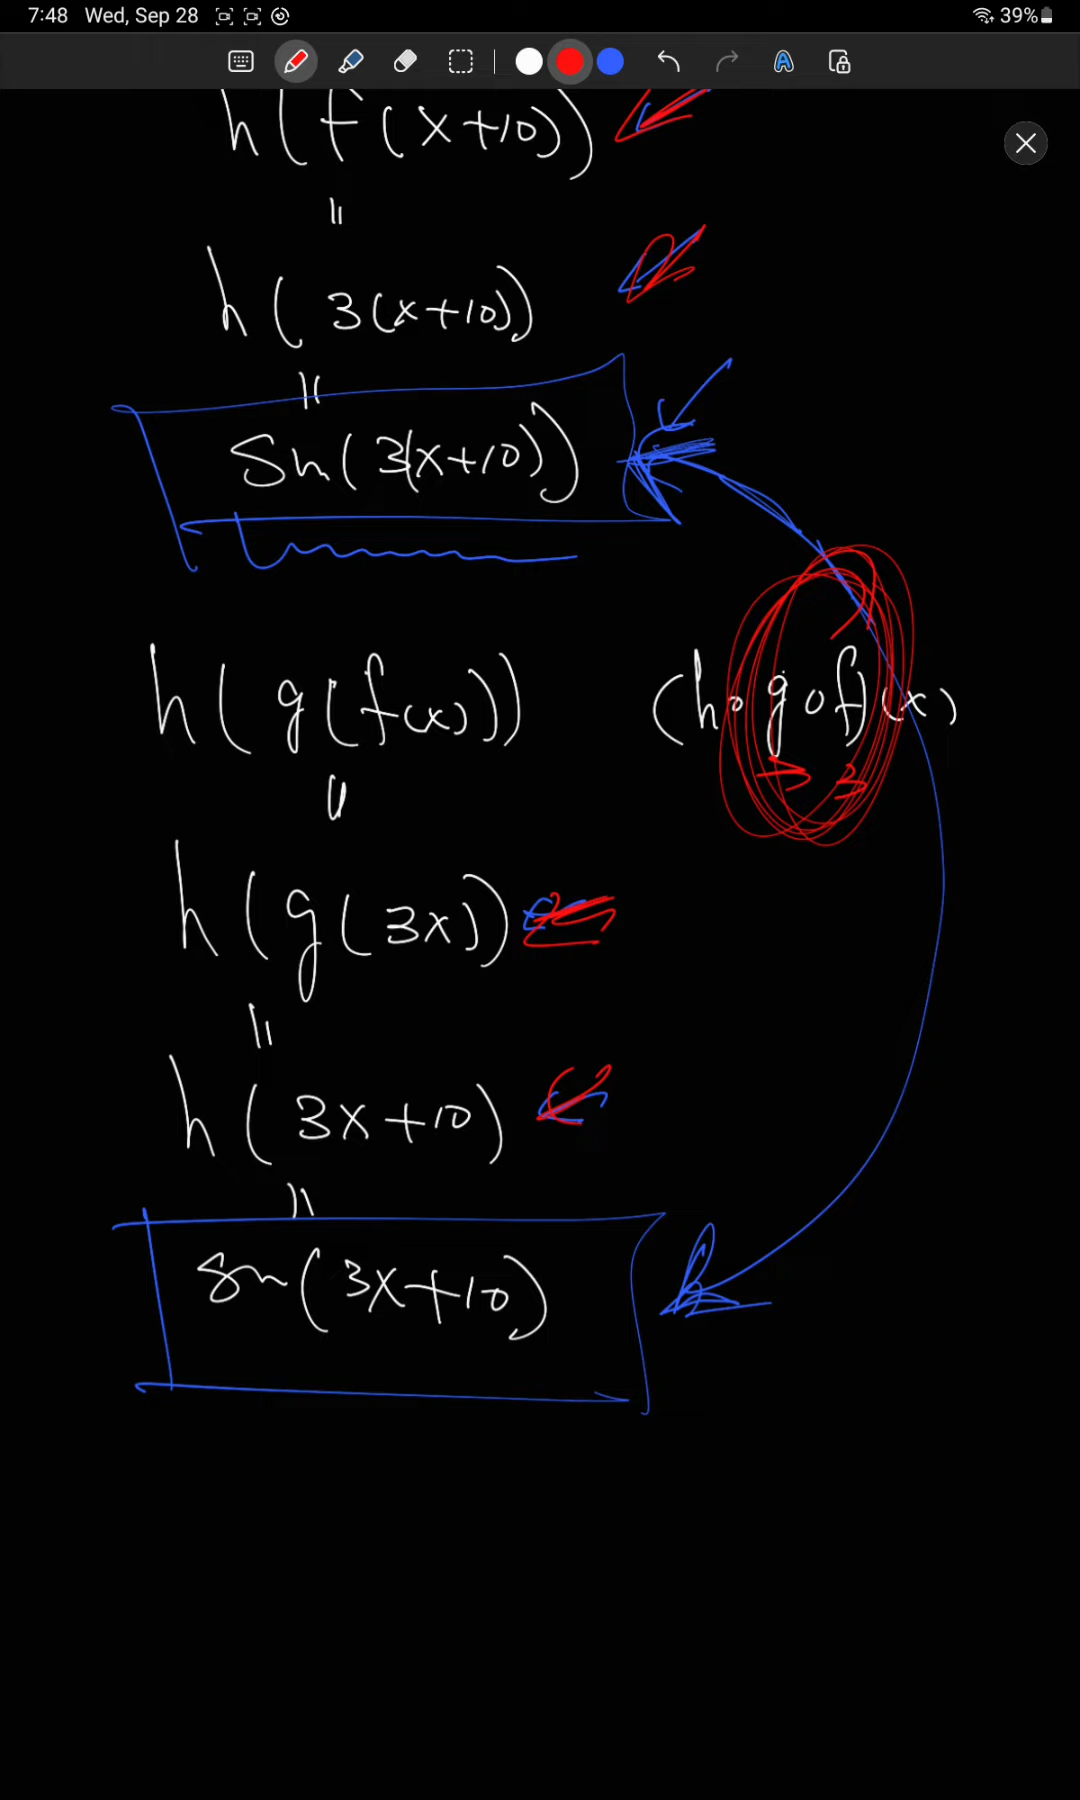 7:48 Wed, Sep 28 39%
h(f(x+10))
=
h(3(x+10))
=
Sin(3(x+10))
h(g(f(x))) (h∘g∘f)(x)
=
h(g(3x))
=
h(3x+10)
=
sin(3x+10)